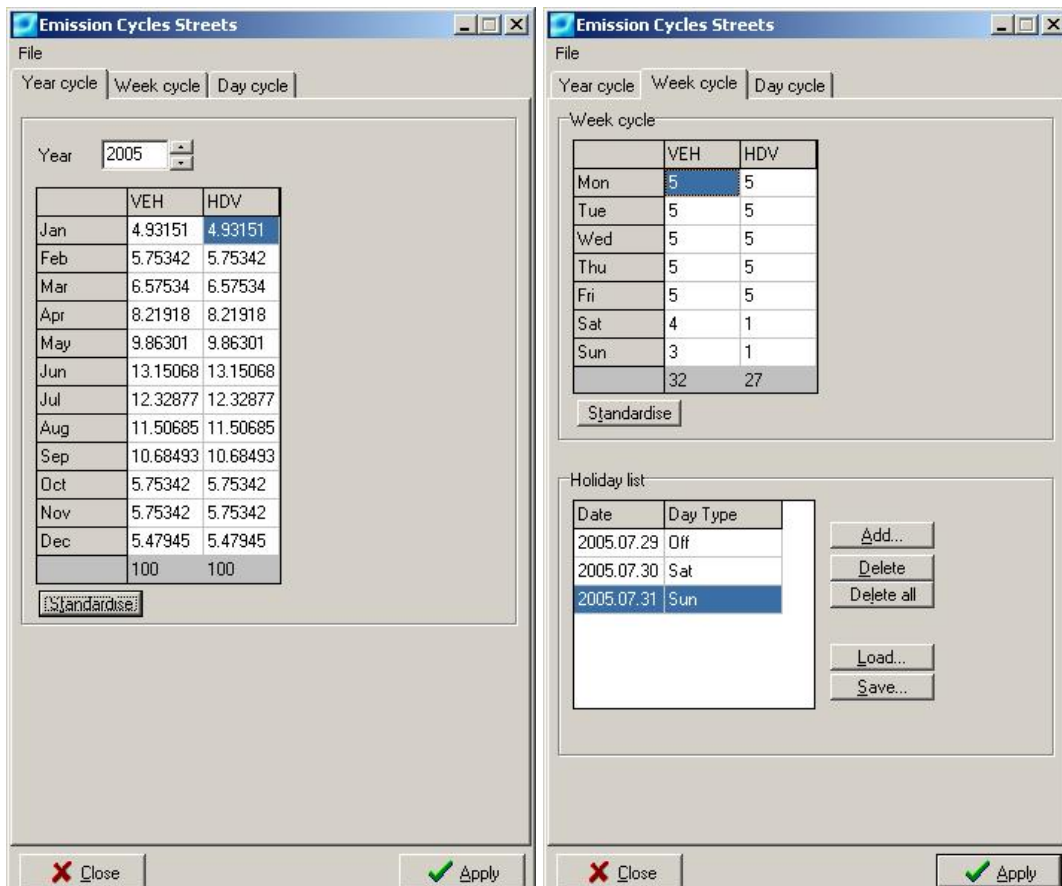 Emission Cycles Streets
File
Year cycle Week cycle Day cycle
Year 2005
VEH HDV
Jan 4.93151 4.93151
Feb 5.75342 5.75342
Mar 6.57534 6.57534
Apr 8.21918 8.21918
May 9.86301 9.86301
Jun 13.15068 13.15068
Jul 12.32877 12.32877
Aug 11.50685 11.50685
Sep 10.68493 10.68493
Oct 5.75342 5.75342
Nov 5.75342 5.75342
Dec 5.47945 5.47945
100 100
Standardise
Close Apply
Emission Cycles Streets
File
Year cycle Week cycle Day cycle
Week cycle
VEH HDV
Mon 5 5
Tue 5 5
Wed 5 5
Thu 5 5
Fri 5 5
Sat 4 1
Sun 3 1
32 27
Standardise
Holiday list
Date Day Type
2005.07.29 Off
2005.07.30 Sat
2005.07.31 Sun
Add...
Delete
Delete all
Load...
Save...
Close Apply